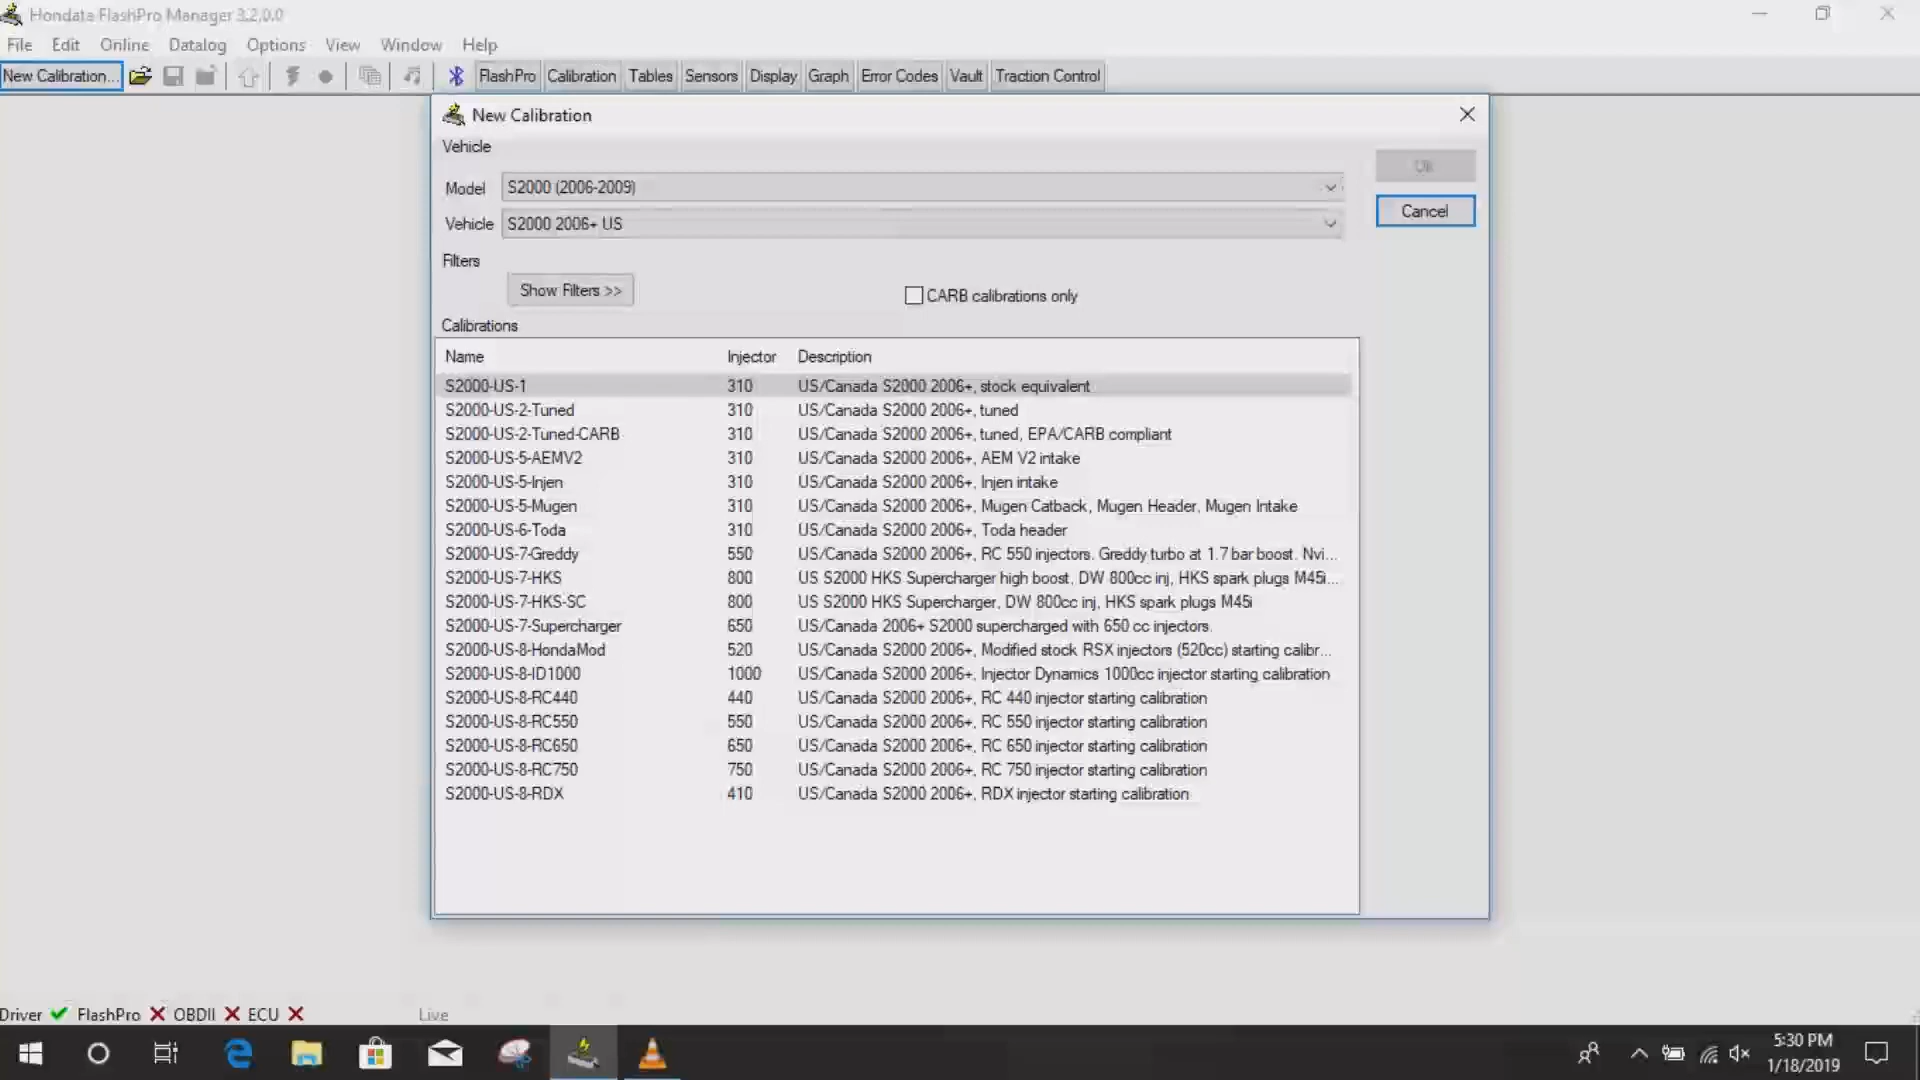 Hondata FlashPro Manager 3.2.0.0
File Edit Online Datalog Options View Window Help
New Calibration... FlashPro Calibration Tables Sensors Display Graph Error Codes Vault Traction Control
New Calibration
Vehicle
Model S2000 (2006-2009)
Vehicle S2000 2006+ US
Cancel
Filters
Show Filters >> CARB calibrations only
Calibrations
Name Injector Description
S2000-US-1 310 US/Canada S2000 2006+, stock equivalent
S2000-US-2-Tuned 310 US/Canada S2000 2006+, tuned
S2000-US-2-Tuned-CARB 310 US/Canada S2000 2006+, tuned, EPA/CARB compliant
S2000-US-5-AEMV2 310 US/Canada S2000 2006+, AEM V2 intake
S2000-US-5-Injen 310 US/Canada S2000 2006+, Injen intake
S2000-US-5-Mugen 310 US/Canada S2000 2006+, Mugen Catback, Mugen Header, Mugen Intake
S2000-US-6-Toda 310 US/Canada S2000 2006+, Toda header
S2000-US-7-Greddy 550 US/Canada S2000 2006+, RC 550 injectors. Greddy turbo at 1.7 bar boost. Nvi...
S2000-US-7-HKS 800 US S2000 HKS Supercharger high boost, DW 800cc inj, HKS spark plugs M45i...
S2000-US-7-HKS-SC 800 US S2000 HKS Supercharger, DW 800cc inj, HKS spark plugs M45i
S2000-US-7-Supercharger 650 US/Canada 2006+ S2000 supercharged with 650 cc injectors.
S2000-US-8-HondaMod 520 US/Canada S2000 2006+, Modified stock RSX injectors (520cc) starting calibr...
S2000-US-8-ID1000 1000 US/Canada S2000 2006+, Injector Dynamics 1000cc injector starting calibration
S2000-US-8-RC440 440 US/Canada S2000 2006+, RC 440 injector starting calibration
S2000-US-8-RC550 550 US/Canada S2000 2006+, RC 550 injector starting calibration
S2000-US-8-RC650 650 US/Canada S2000 2006+, RC 650 injector starting calibration
S2000-US-8-RC750 750 US/Canada S2000 2006+, RC 750 injector starting calibration
S2000-US-8-RDX 410 US/Canada S2000 2006+, RDX injector starting calibration
Driver FlashPro OBDII ECU Live
5:30 PM
1/18/2019